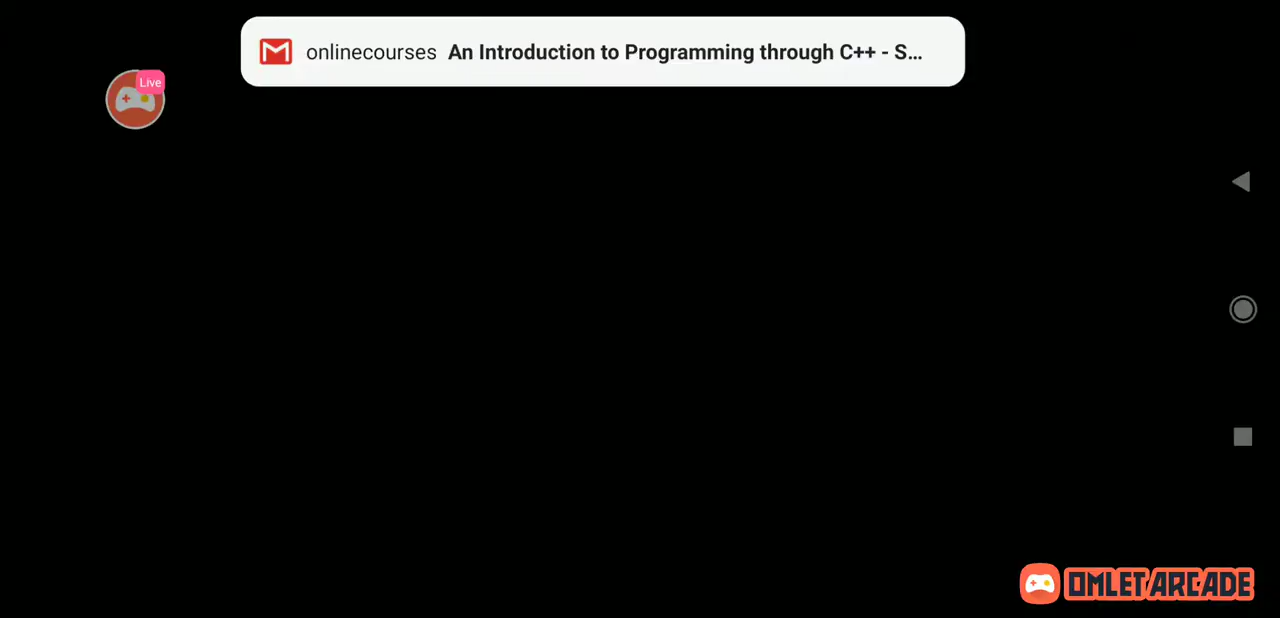 onlinecourses An Introduction to Programming through C++ - S...
Live
OMLET ARCADE